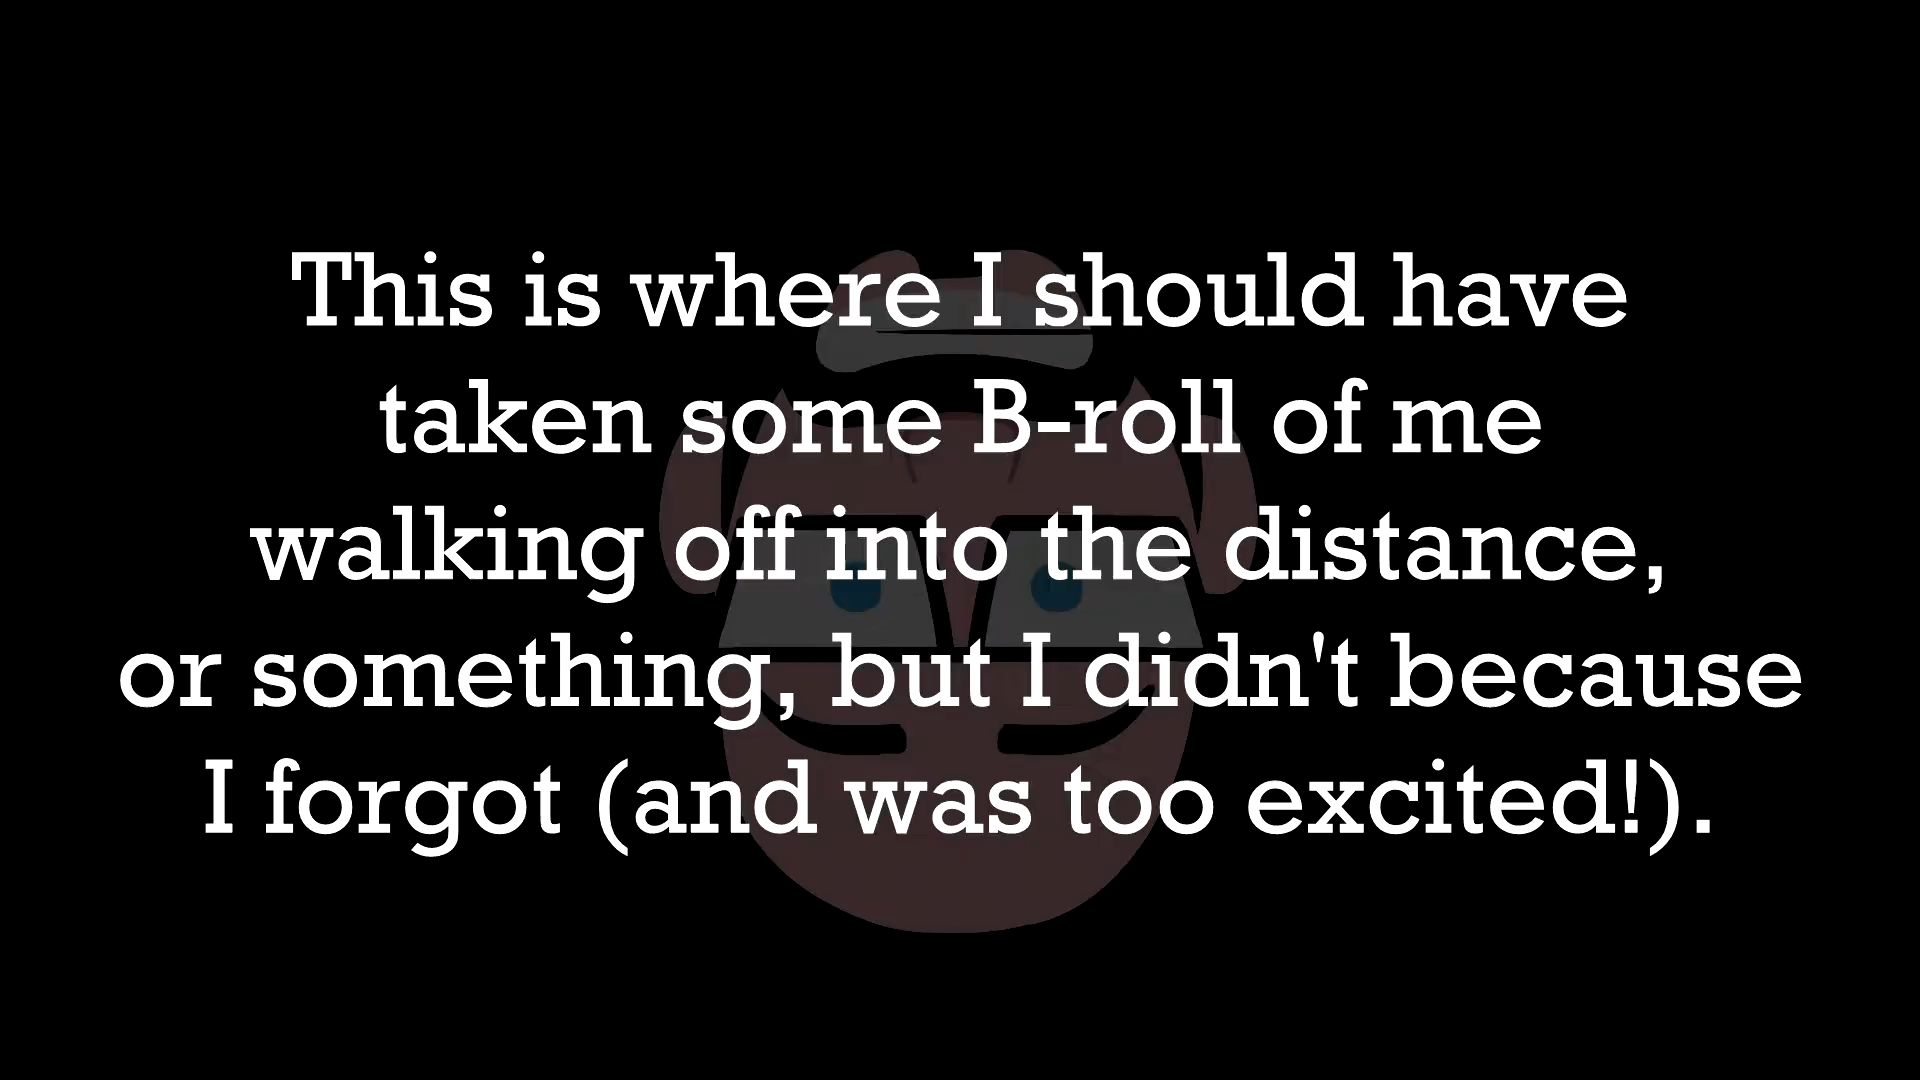 This is where I should have
taken some B-roll of me
walking off into the distance,
or something, but I didn't because
I forgot (and was too excited!).